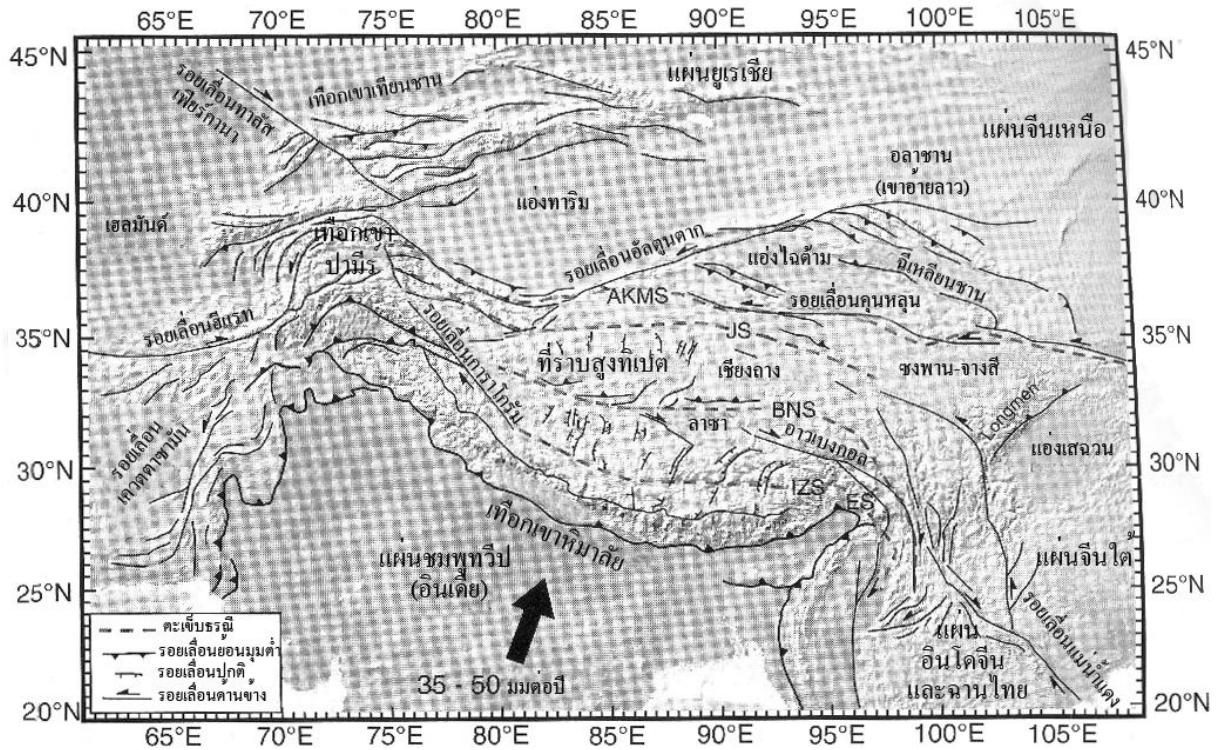 65°E 70°E 75°E 80°E 85°E 90°E 95°E 100°E 105°E
45°N
45°N
รอยเลื่อนทาลัส
เฟียร์กานา
เทือกเขาเทียนชาน
แผ่นยูเรเซีย
แผ่นจีนเหนือ
อลาชาน
(เขาอ้ายลาว)
40°N
40°N
เฮลมันด์
แอ่งทาริม
เทือกเขา
ปามีร
รอยเลื่อนอัลตูนตาก
แอ่งไจด้าม
ฉีเหลียนชาน
AKMS
รอยเลื่อนคุนหลุน
รอยเลื่อนฮีแรท
35°N
35°N
JS
รอยเลื่อนการาโกรัม
ที่ราบสูงทิเบต
เชียงถาง
ซงพาน-จางสี
Longmen
BNS
ลาซา
อาวเบงกอล
แอ่งเสฉวน
รอยเลื่อน
30°N
30°N
IZS
ES
เทือกเขาหิมาลัย
แผ่นชมพูทวีป
(อินเดีย)
แผ่นจีนใต้
25°N
25°N
รอยเลื่อนแม่น้ำแดง
แผ่น
อินโดจีน
และฉานไทย
35 - 50 มมต่อปี
ตะเข็บธรณี
รอยเลื่อนย้อนมุมต่ำ
รอยเลื่อนปกติ
รอยเลื่อนด้านข้าง
20°N
20°N
65°E 70°E 75°E 80°E 85°E 90°E 95°E 100°E 105°E